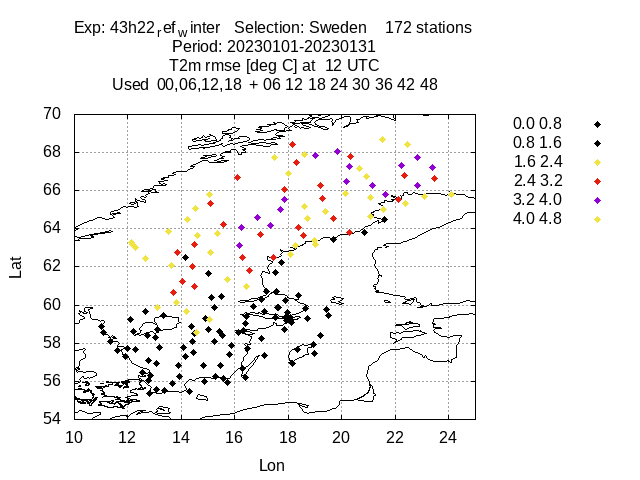 Exp: 43h22ref winter   Selection: Sweden    172 stations
Period: 20230101-20230131
T2m rmse [deg C] at  12 UTC
Used  00,06,12,18  + 06 12 18 24 30 36 42 48
70
68
66
64
62
60
58
56
54
10 12 14 16 18 20 22 24
Lat
Lon
0.0 0.8
0.8 1.6
1.6 2.4
2.4 3.2
3.2 4.0
4.0 4.8